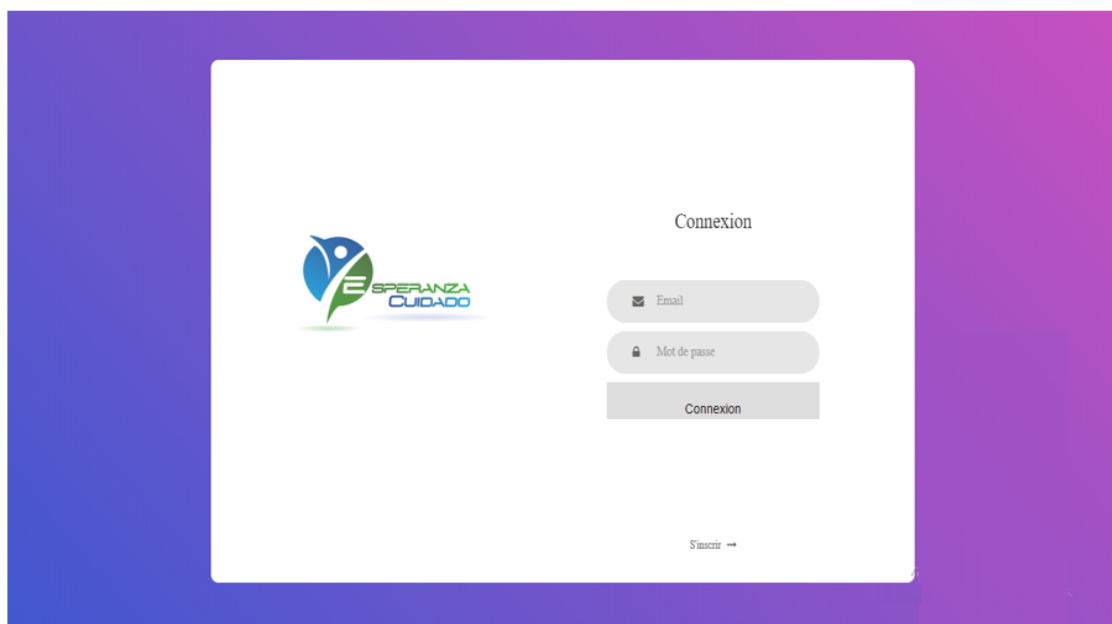 ESPERANZA
CUIDADO
Connexion
Email
Mot de passe
Connexion
S'inscrir